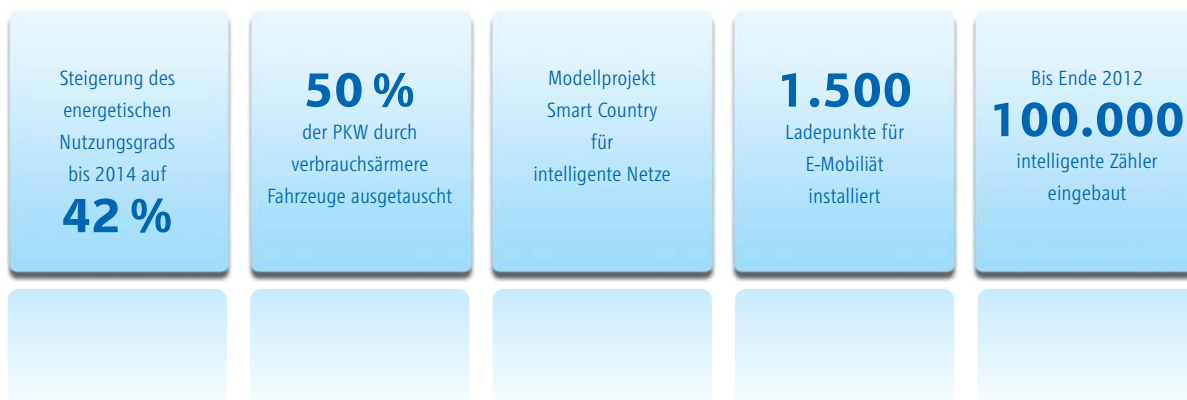 Steigerung des
energetischen
Nutzungsgrads
bis 2014 auf
42 %
50 %
der PKW durch
verbrauchsärmere
Fahrzeuge ausgetauscht
Modellprojekt
Smart Country
für
intelligente Netze
1.500
Ladepunkte für
E-Mobiliät
installiert
Bis Ende 2012
100.000
intelligente Zähler
eingebaut